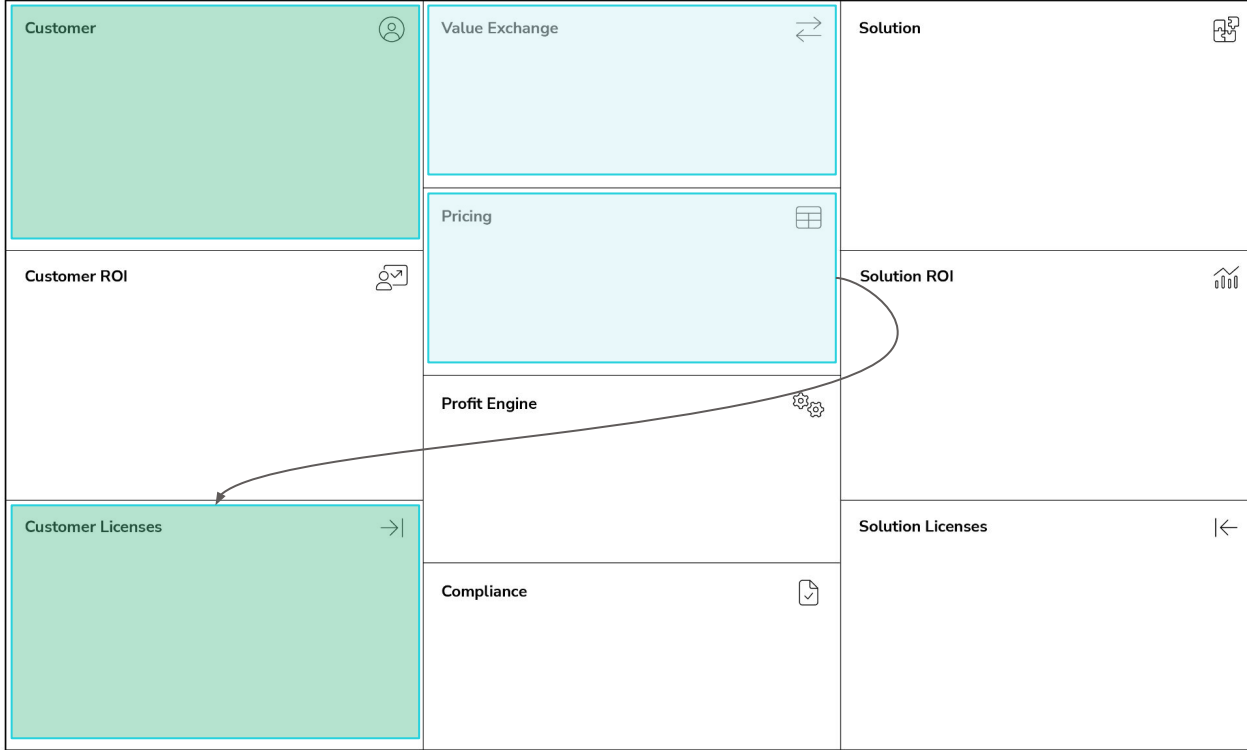 Customer
Value Exchange
Solution
Pricing
Customer ROI
Solution ROI
Profit Engine
Customer Licenses
Solution Licenses
Compliance